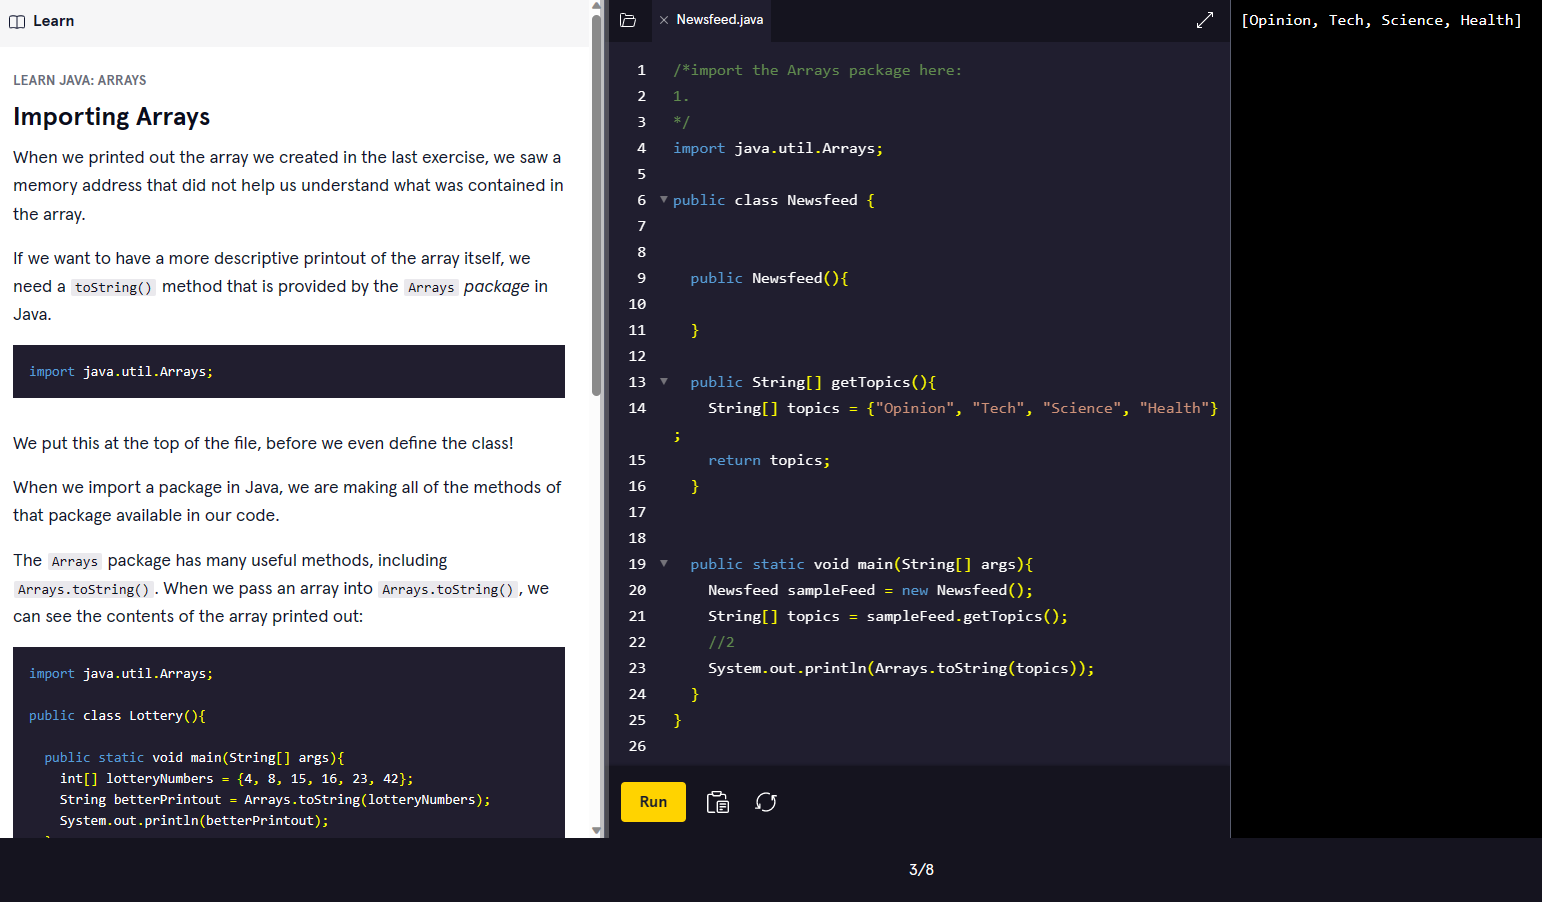 Learn
LEARN JAVA: ARRAYS
Importing Arrays
When we printed out the array we created in the last exercise, we saw a
memory address that did not help us understand what was contained in
the array.
If we want to have a more descriptive printout of the array itself, we
need a toString() method that is provided by the Arrays package in
Java.
import java.util.Arrays;
We put this at the top of the file, before we even define the class!
When we import a package in Java, we are making all of the methods of
that package available in our code.
The Arrays package has many useful methods, including
Arrays.toString(). When we pass an array into Arrays.toString(), we
can see the contents of the array printed out:
import java.util.Arrays;
public class Lottery(){
public static void main(String[] args){
int[] lotteryNumbers = {4, 8, 15, 16, 23, 42};
String betterPrintout = Arrays.toString(lotteryNumbers);
System.out.println(betterPrintout);
Newsfeed.java
1 /*import the Arrays package here:
2 1.
3 */
4 import java.util.Arrays;
5
6 public class Newsfeed {
7
8
9 public Newsfeed(){
10
11 }
12
13 public String[] getTopics(){
14 String[] topics = {"Opinion", "Tech", "Science", "Health"}
;
15 return topics;
16 }
17
18
19 public static void main(String[] args){
20 Newsfeed sampleFeed = new Newsfeed();
21 String[] topics = sampleFeed.getTopics();
22 //2
23 System.out.println(Arrays.toString(topics));
24 }
25 }
26
Run
[Opinion, Tech, Science, Health]
3/8